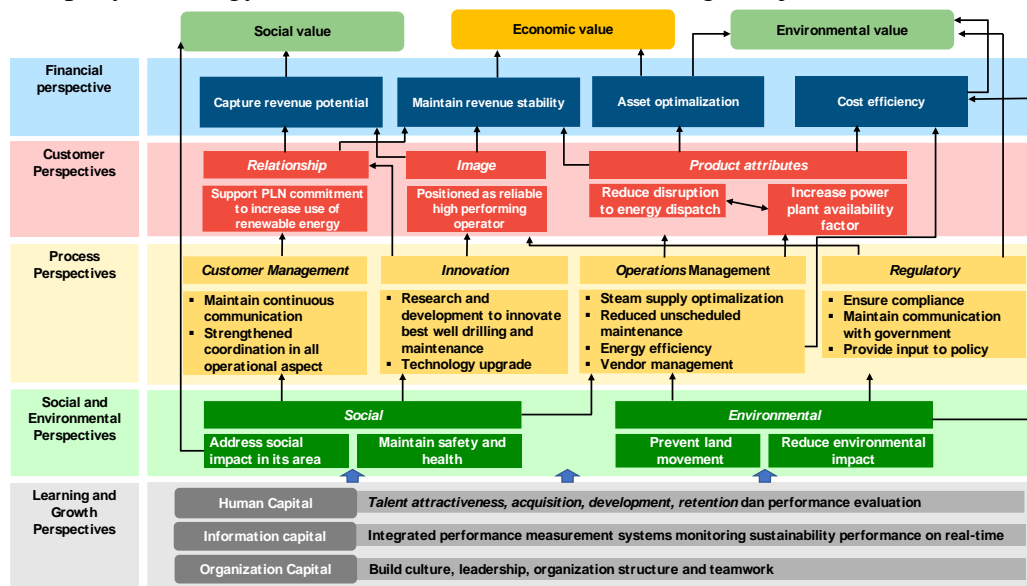 Social value
Economic value
Environmental value
Financial
perspective
Capture revenue potential
Maintain revenue stability
Asset optimalization
Cost efficiency
Customer
Perspectives
Relationship
Image
Product attributes
Support PLN commitment
to increase use of
renewable energy
Positioned as reliable
high performing
operator
Reduce disruption
to energy dispatch
Increase power
plant availability
factor
Process
Perspectives
Customer Management
Innovation
Operations Management
Regulatory
▪ Maintain continuous
communication
▪ Strengthened
coordination in all
operational aspect
▪ Research and
development to innovate
best well drilling and
maintenance
▪ Technology upgrade
▪ Steam supply optimalization
▪ Reduced unscheduled
maintenance
▪ Energy efficiency
▪ Vendor management
▪ Ensure compliance
▪ Maintain communication
with government
▪ Provide input to policy
Social and
Environmental
Perspectives
Social
Environmental
Address social
impact in its area
Maintain safety and
health
Prevent land
movement
Reduce environmental
impact
Learning and
Growth
Perspectives
Human Capital
Talent attractiveness, acquisition, development, retention dan performance evaluation
Information capital
Integrated performance measurement systems monitoring sustainability performance on real-time
Organization Capital
Build culture, leadership, organization structure and teamwork